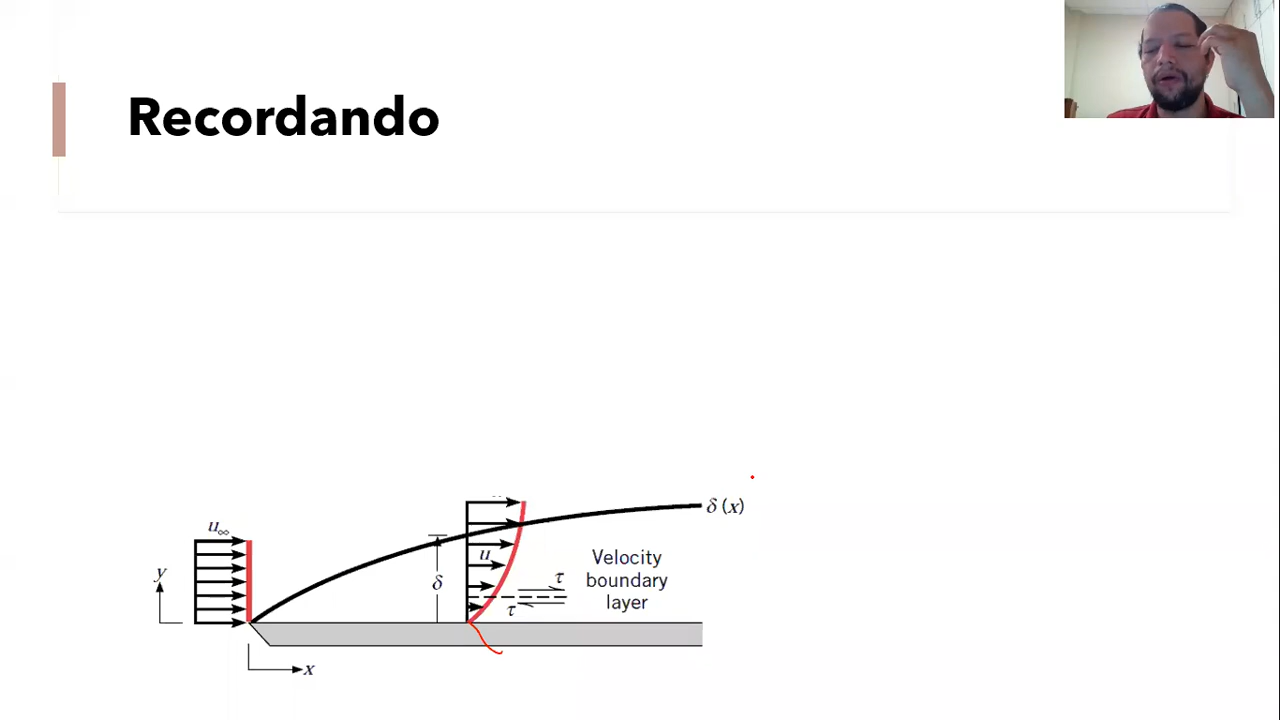 Recordando
u∞
y
x
δ
u
τ
τ
Velocity
boundary
layer
δ (x)